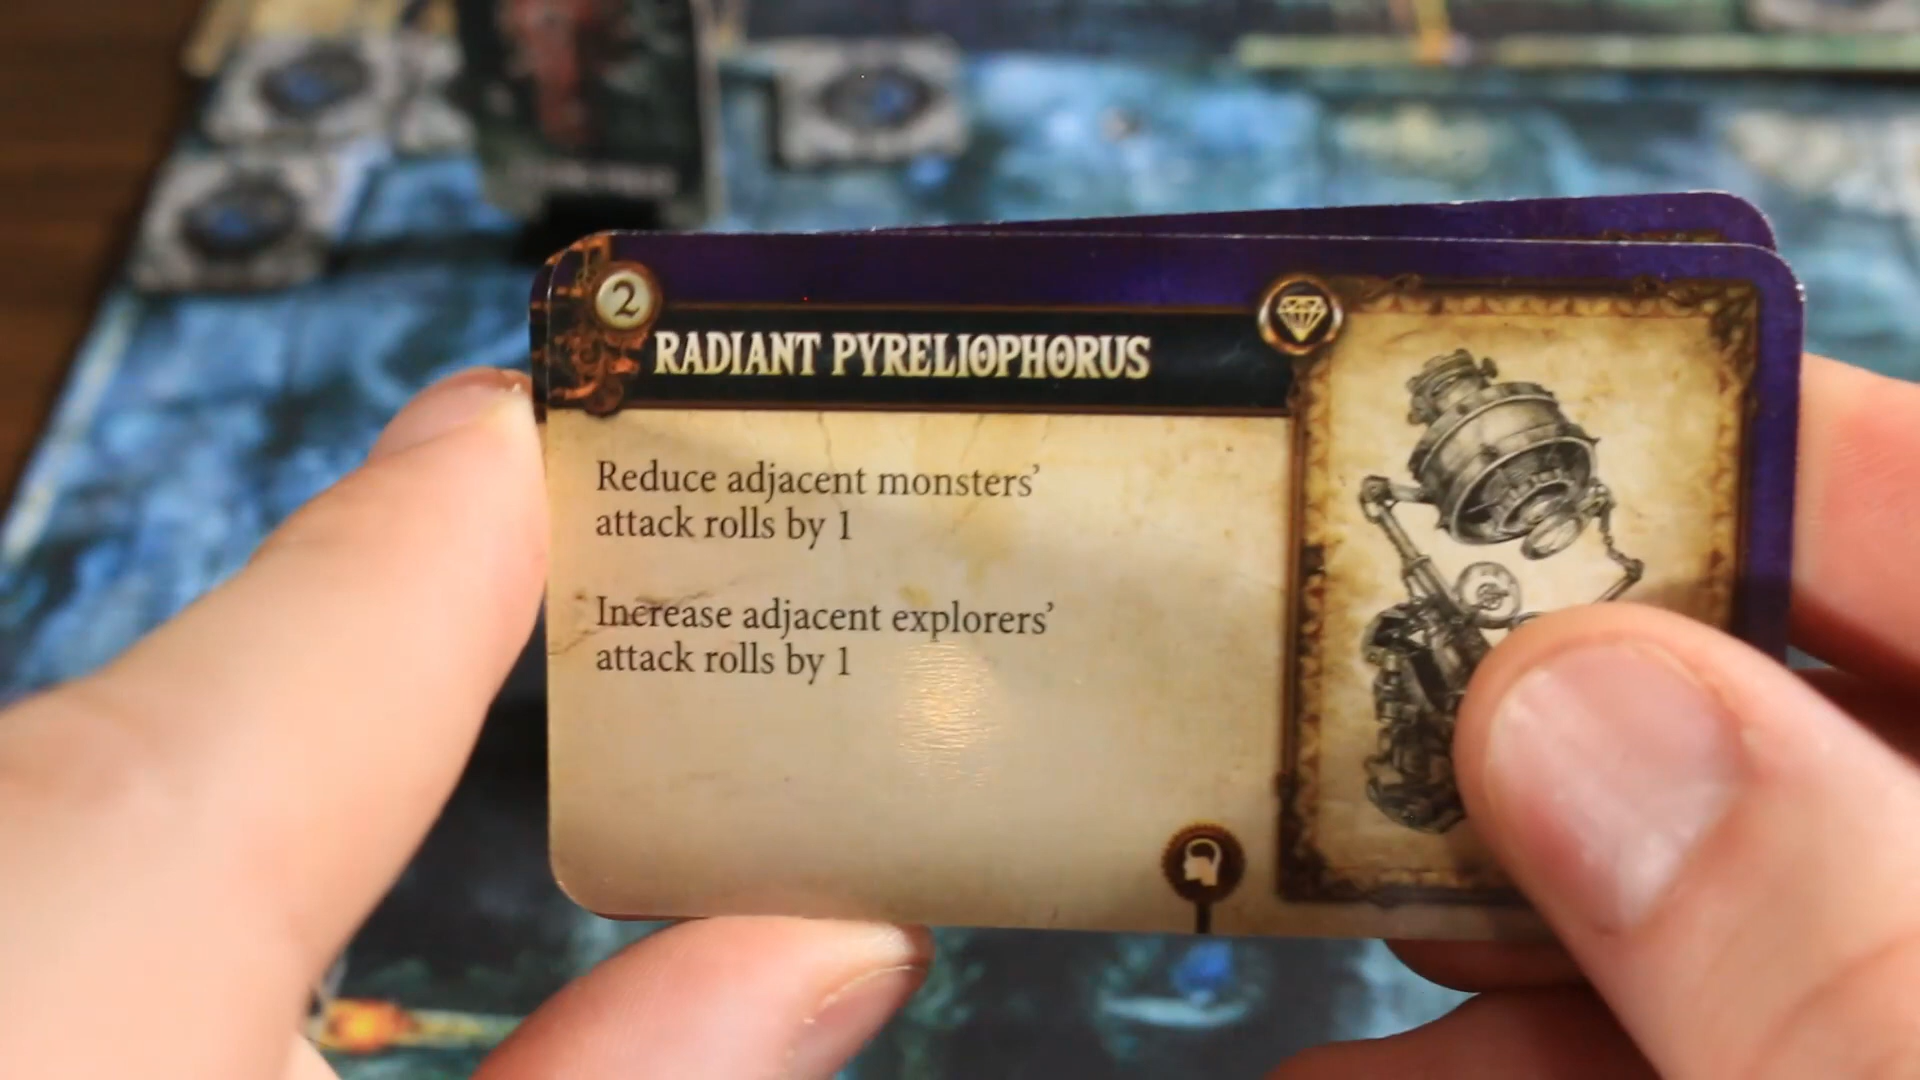 2
RADIANT PYRELIOPHORUS
Reduce adjacent monsters’
attack rolls by 1
Increase adjacent explorers’
attack rolls by 1